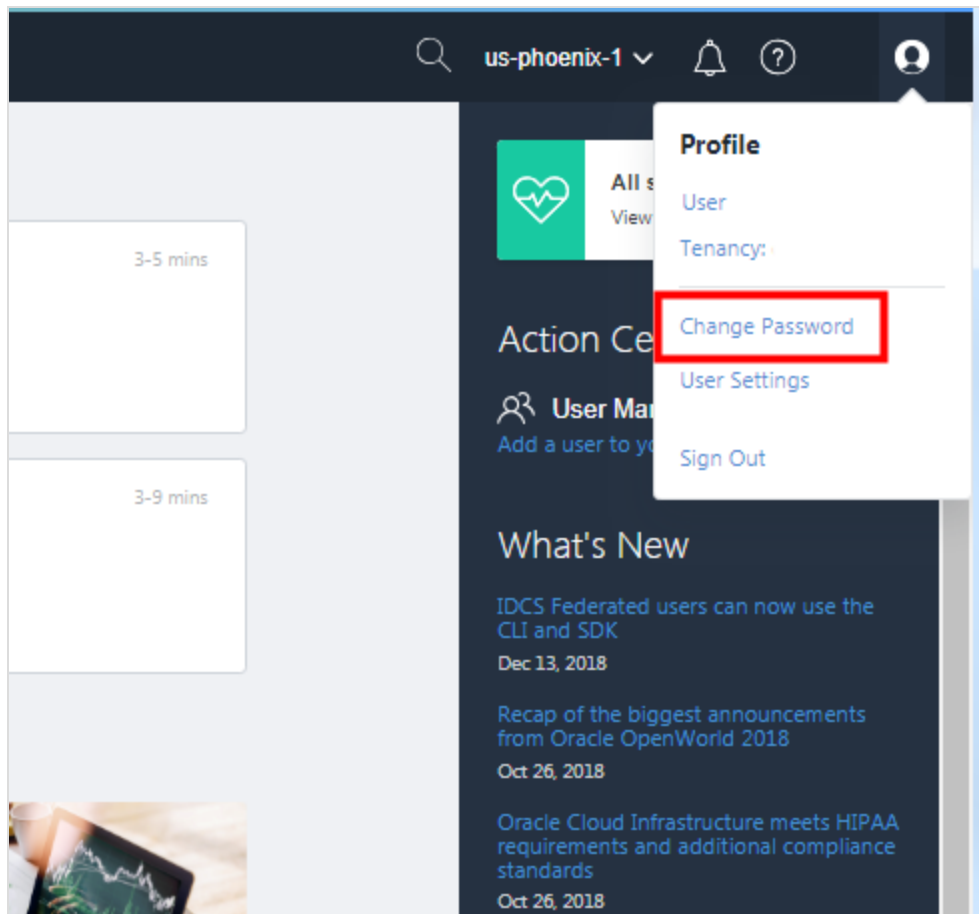 us-phoenix-1
Profile
User
Tenancy:
Change Password
User Settings
Sign Out
3-5 mins
3-9 mins
All s
View
Action Ce
User Mar
Add a user to yo
What's New
IDCS Federated users can now use the
CLI and SDK
Dec 13, 2018
Recap of the biggest announcements
from Oracle OpenWorld 2018
Oct 26, 2018
Oracle Cloud Infrastructure meets HIPAA
requirements and additional compliance
standards
Oct 26, 2018